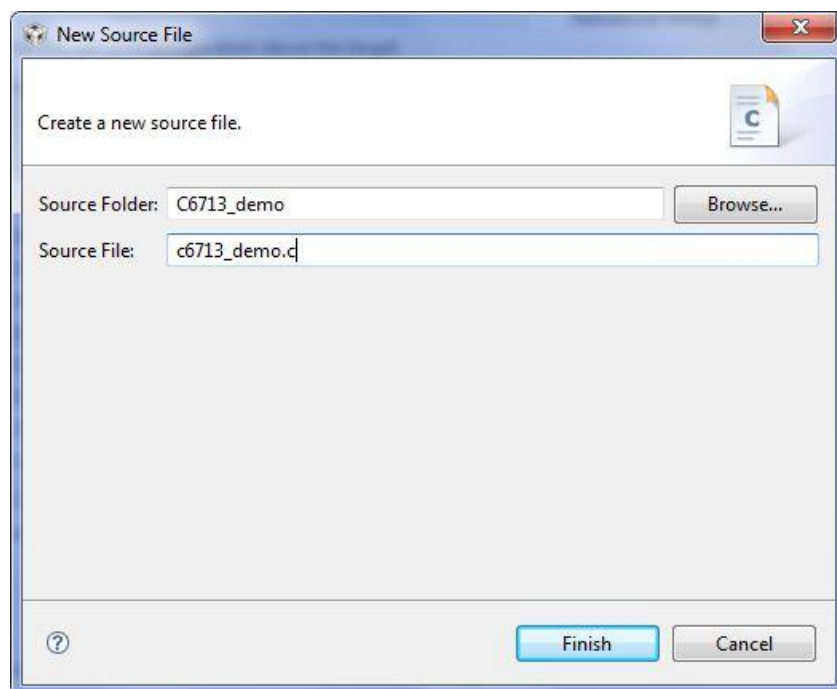 New Source File
Create a new source file.
C
Source Folder: C6713_demo Browse...
Source File: c6713_demo.c
? Finish Cancel